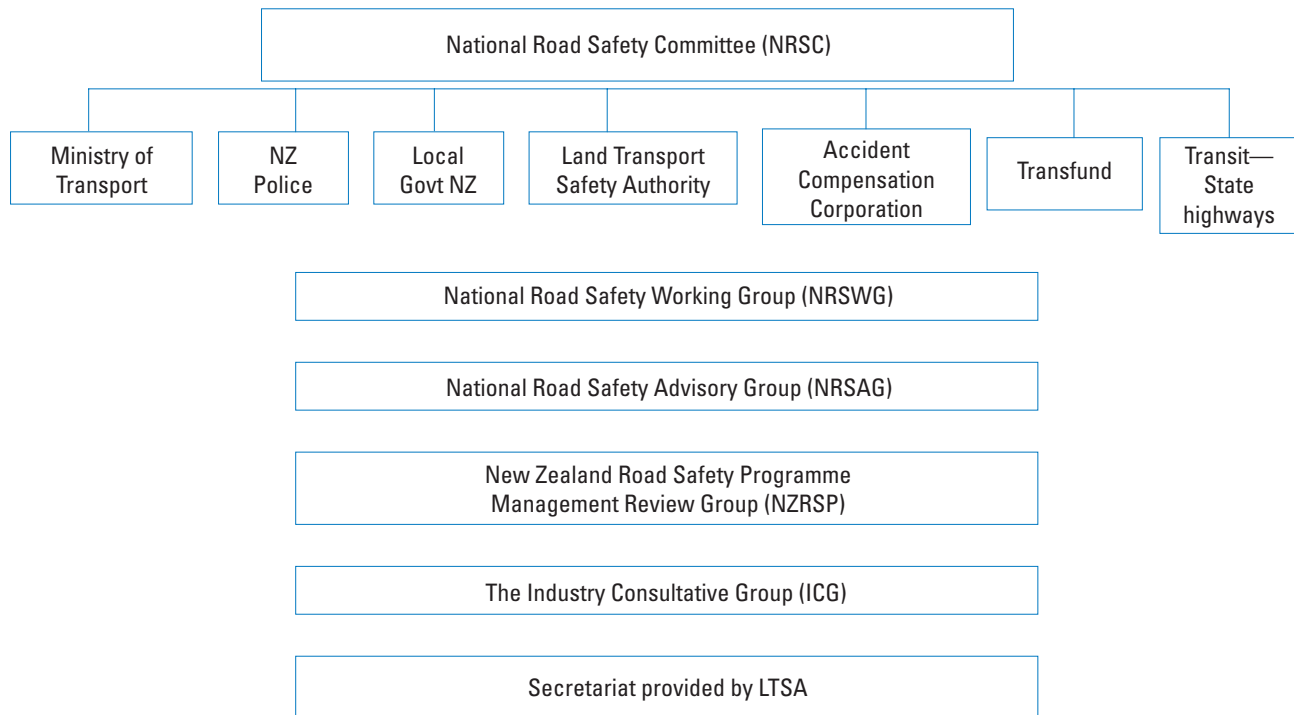 National Road Safety Committee (NRSC)
Ministry of
Transport
NZ
Police
Local
Govt NZ
Land Transport
Safety Authority
Accident
Compensation
Corporation
Transfund
Transit—
State
highways
National Road Safety Working Group (NRSWG)
National Road Safety Advisory Group (NRSAG)
New Zealand Road Safety Programme
Management Review Group (NZRSP)
The Industry Consultative Group (ICG)
Secretariat provided by LTSA